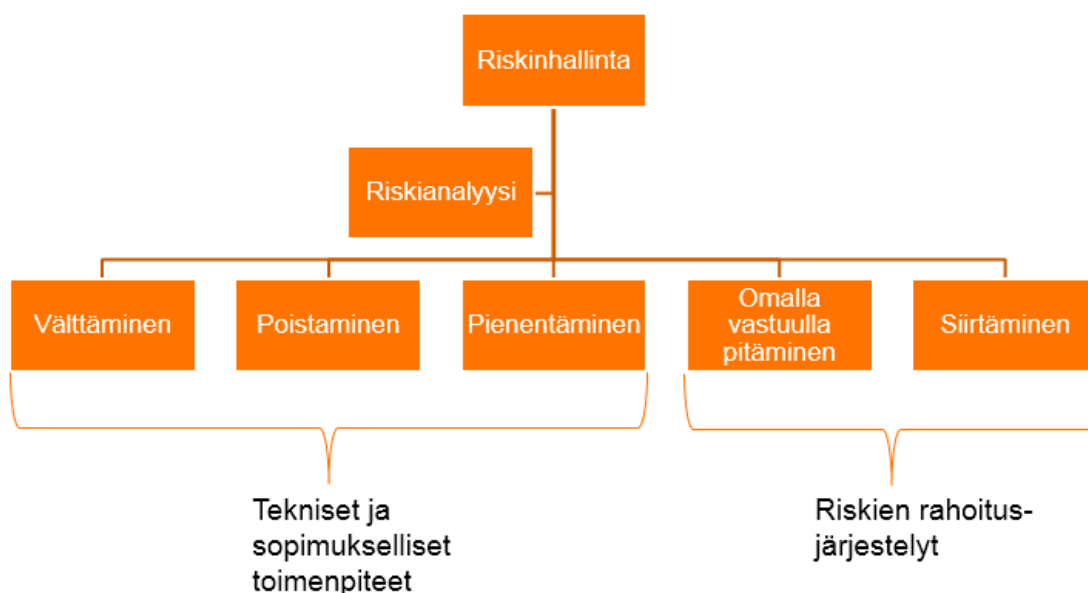 Riskinhallinta
Riskianalyysi
Välttäminen
Poistaminen
Pienentäminen
Omalla
vastuulla
pitäminen
Siirtäminen
Tekniset ja
sopimukselliset
toimenpiteet
Riskien rahoitus-
järjestelyt